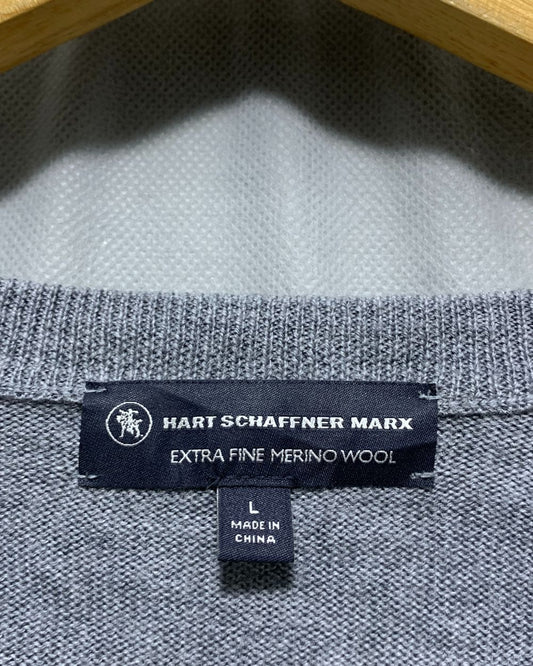 HART SCHAFFNER MARX
EXTRA FINE MERINO WOOL
L
MADE IN
CHINA